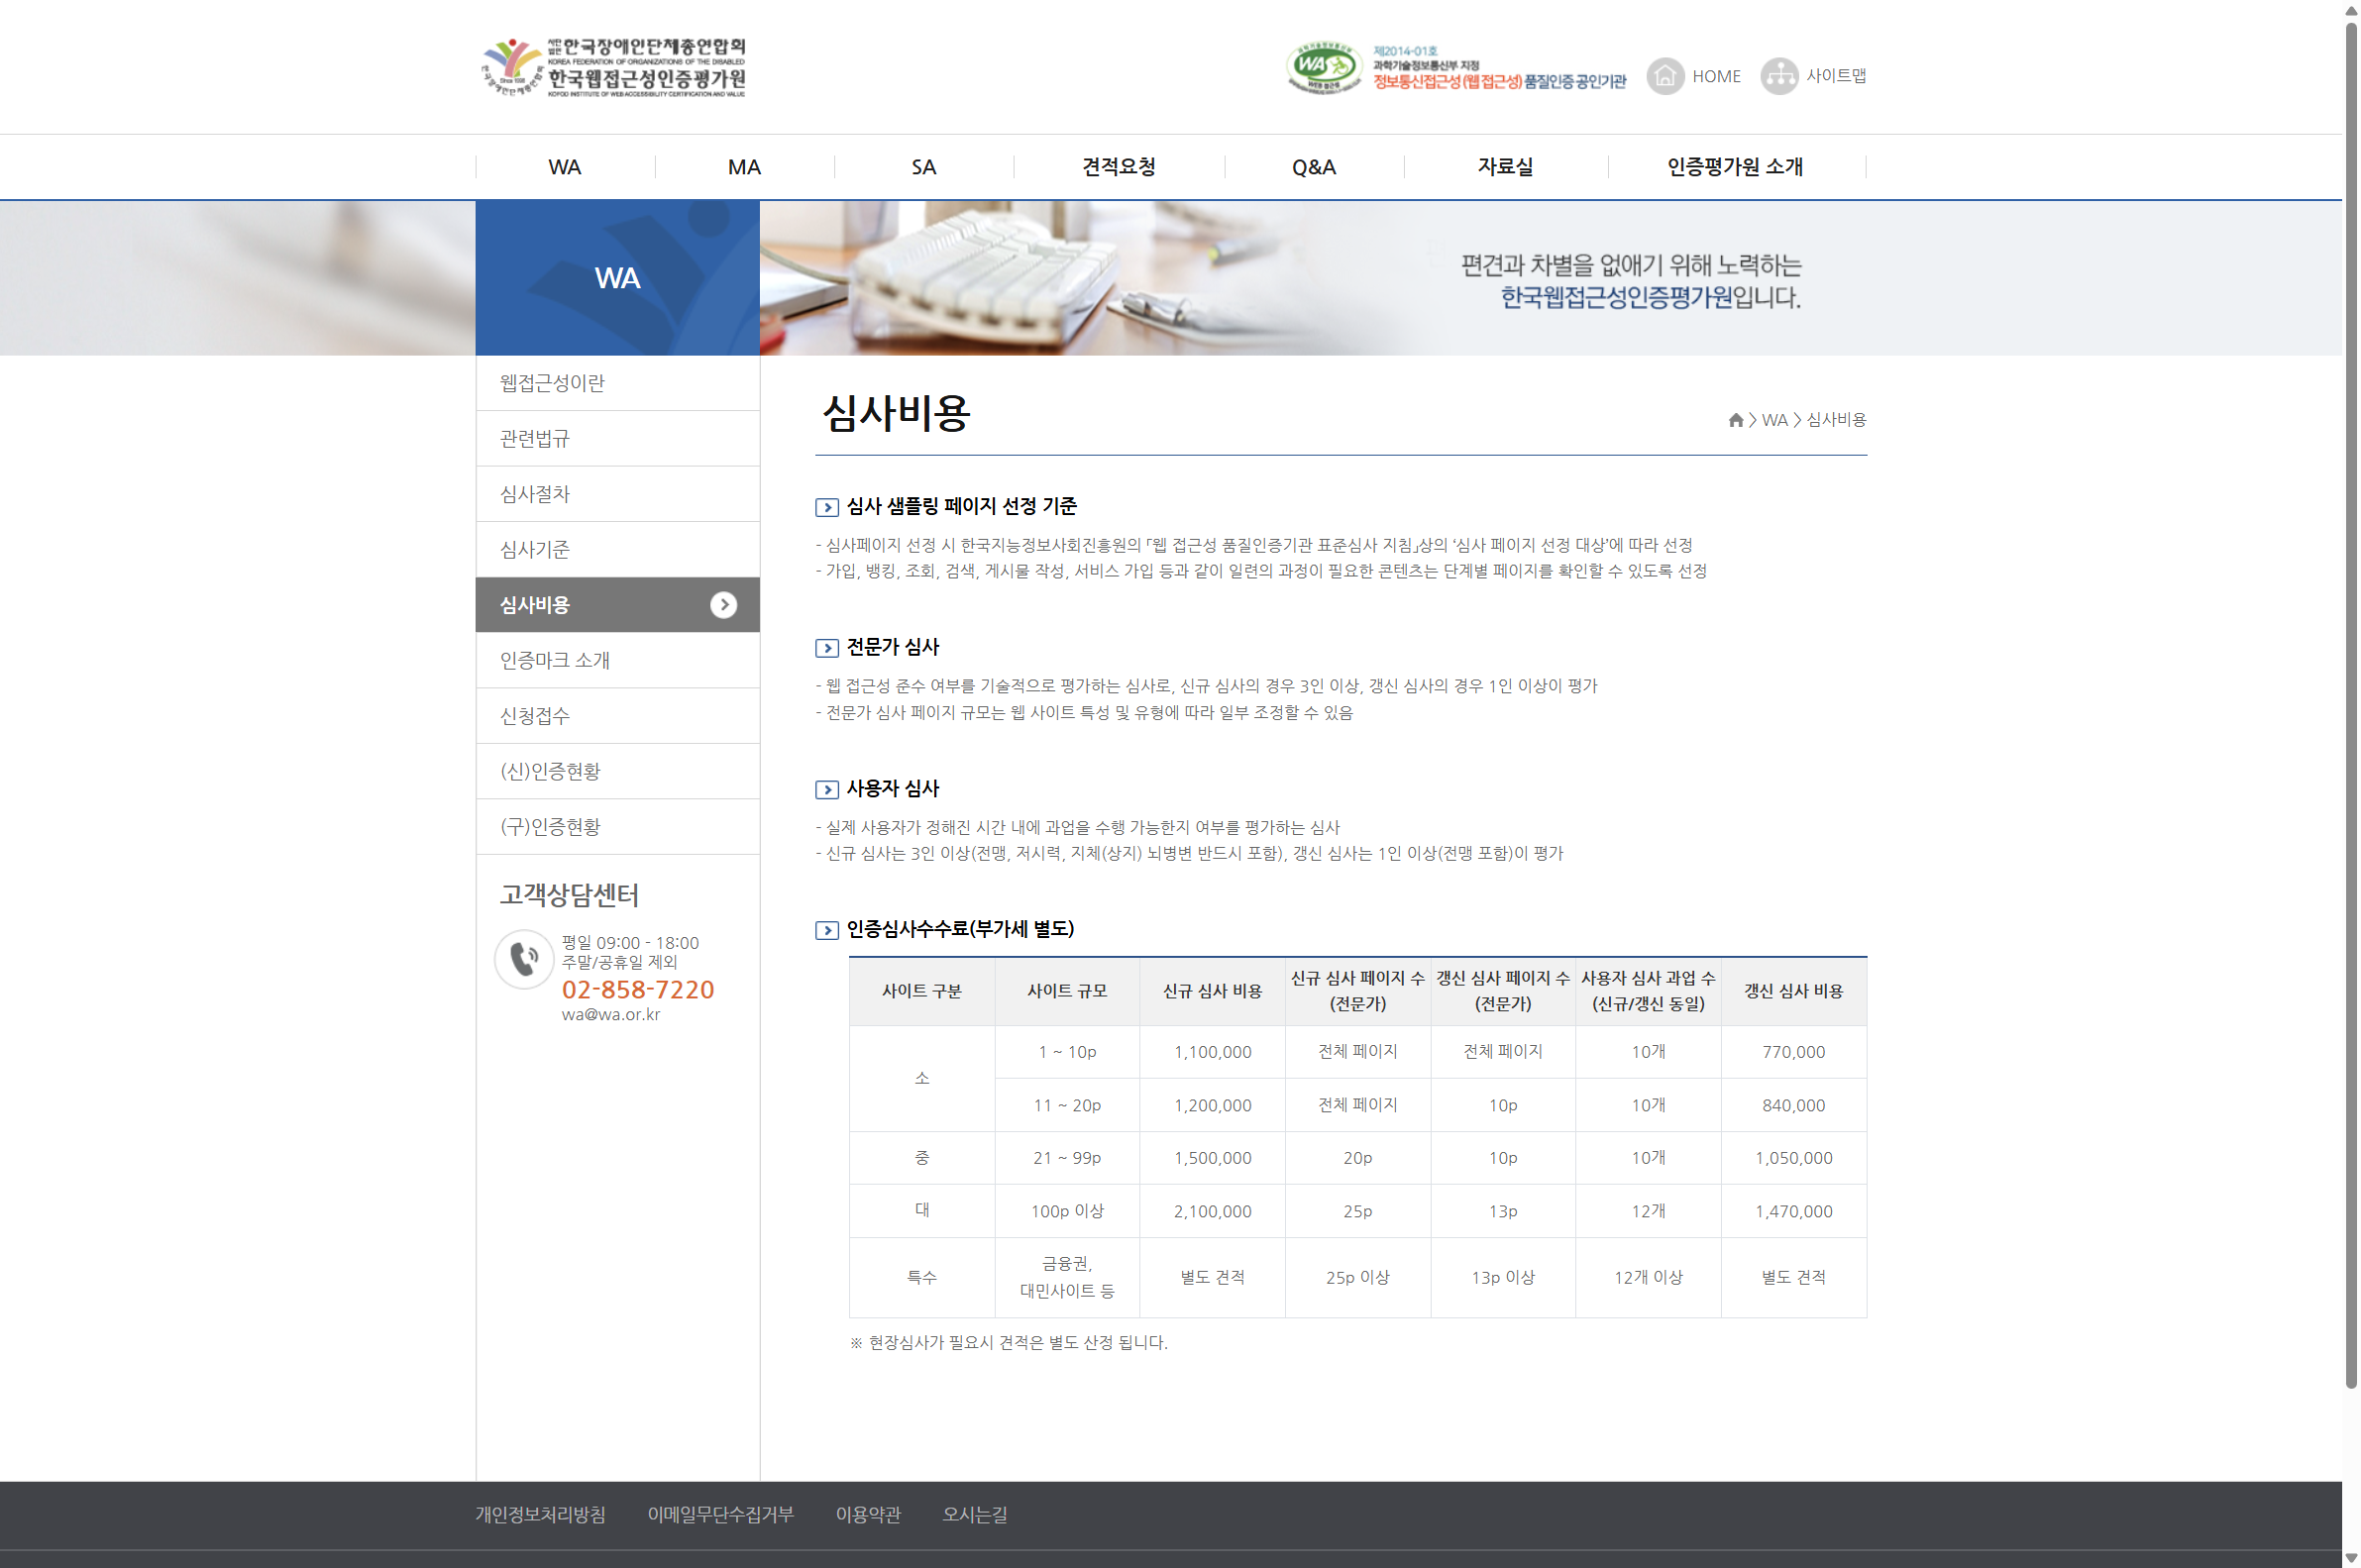 사단법인 한국장애인단체총연합회
KOREA FEDERATION OF ORGANIZATIONS OF THE DISABLED
한국웹접근성인증평가원
KOFOD INSTITUTE OF WEB ACCESSIBILITY CERTIFICATION AND VALUE
Since 1998
WA
WEB 접근성
제2014-01호
과학기술정보통신부 지정
정보통신접근성 (웹 접근성) 품질인증 공인기관
HOME
사이트맵
WA
MA
SA
견적요청
Q&A
자료실
인증평가원 소개
WA
편견과 차별을 없애기 위해 노력하는
한국웹접근성인증평가원입니다.
웹접근성이란
관련법규
심사절차
심사기준
심사비용
인증마크 소개
신청접수
(신)인증현황
(구)인증현황
고객상담센터
평일 09:00 - 18:00
주말/공휴일 제외
02-858-7220
wa@wa.or.kr
심사비용
> WA > 심사비용
심사 샘플링 페이지 선정 기준
- 심사페이지 선정 시 한국지능정보사회진흥원의 「웹 접근성 품질인증기관 표준심사 지침」상의 ‘심사 페이지 선정 대상’에 따라 선정
- 가입, 뱅킹, 조회, 검색, 게시물 작성, 서비스 가입 등과 같이 일련의 과정이 필요한 콘텐츠는 단계별 페이지를 확인할 수 있도록 선정
전문가 심사
- 웹 접근성 준수 여부를 기술적으로 평가하는 심사로, 신규 심사의 경우 3인 이상, 갱신 심사의 경우 1인 이상이 평가
- 전문가 심사 페이지 규모는 웹 사이트 특성 및 유형에 따라 일부 조정할 수 있음
사용자 심사
- 실제 사용자가 정해진 시간 내에 과업을 수행 가능한지 여부를 평가하는 심사
- 신규 심사는 3인 이상(전맹, 저시력, 지체(상지) 뇌병변 반드시 포함), 갱신 심사는 1인 이상(전맹 포함)이 평가
인증심사수수료(부가세 별도)
사이트 구분 사이트 규모 신규 심사 비용 신규 심사 페이지 수 (전문가) 갱신 심사 페이지 수 (전문가) 사용자 심사 과업 수 (신규/갱신 동일) 갱신 심사 비용
소 1 ~ 10p 1,100,000 전체 페이지 전체 페이지 10개 770,000
11 ~ 20p 1,200,000 전체 페이지 10p 10개 840,000
중 21 ~ 99p 1,500,000 20p 10p 10개 1,050,000
대 100p 이상 2,100,000 25p 13p 12개 1,470,000
특수 금융권, 대민사이트 등 별도 견적 25p 이상 13p 이상 12개 이상 별도 견적
※ 현장심사가 필요시 견적은 별도 산정 됩니다.
개인정보처리방침
이메일무단수집거부
이용약관
오시는길